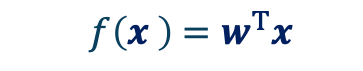 f(x) = wᵀx